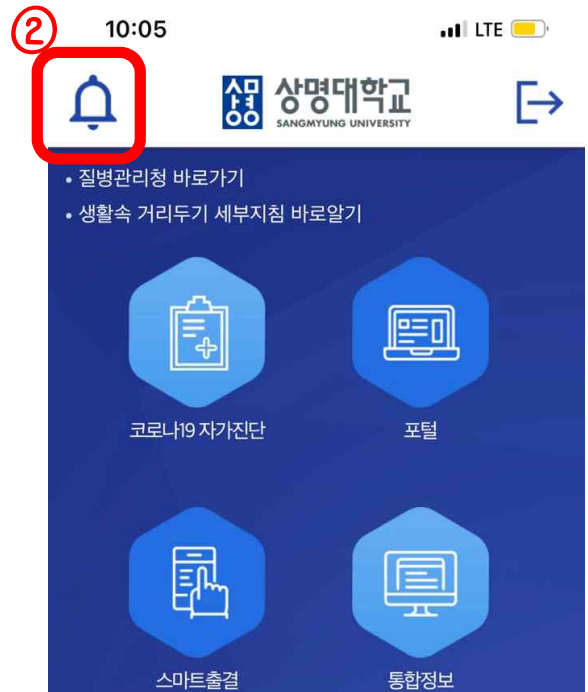 ②
10:05
LTE
상명
상명대학교
SANGMYUNG UNIVERSITY
• 질병관리청 바로가기
• 생활속 거리두기 세부지침 바로알기
코로나19 자가진단
포털
스마트출결
통합정보